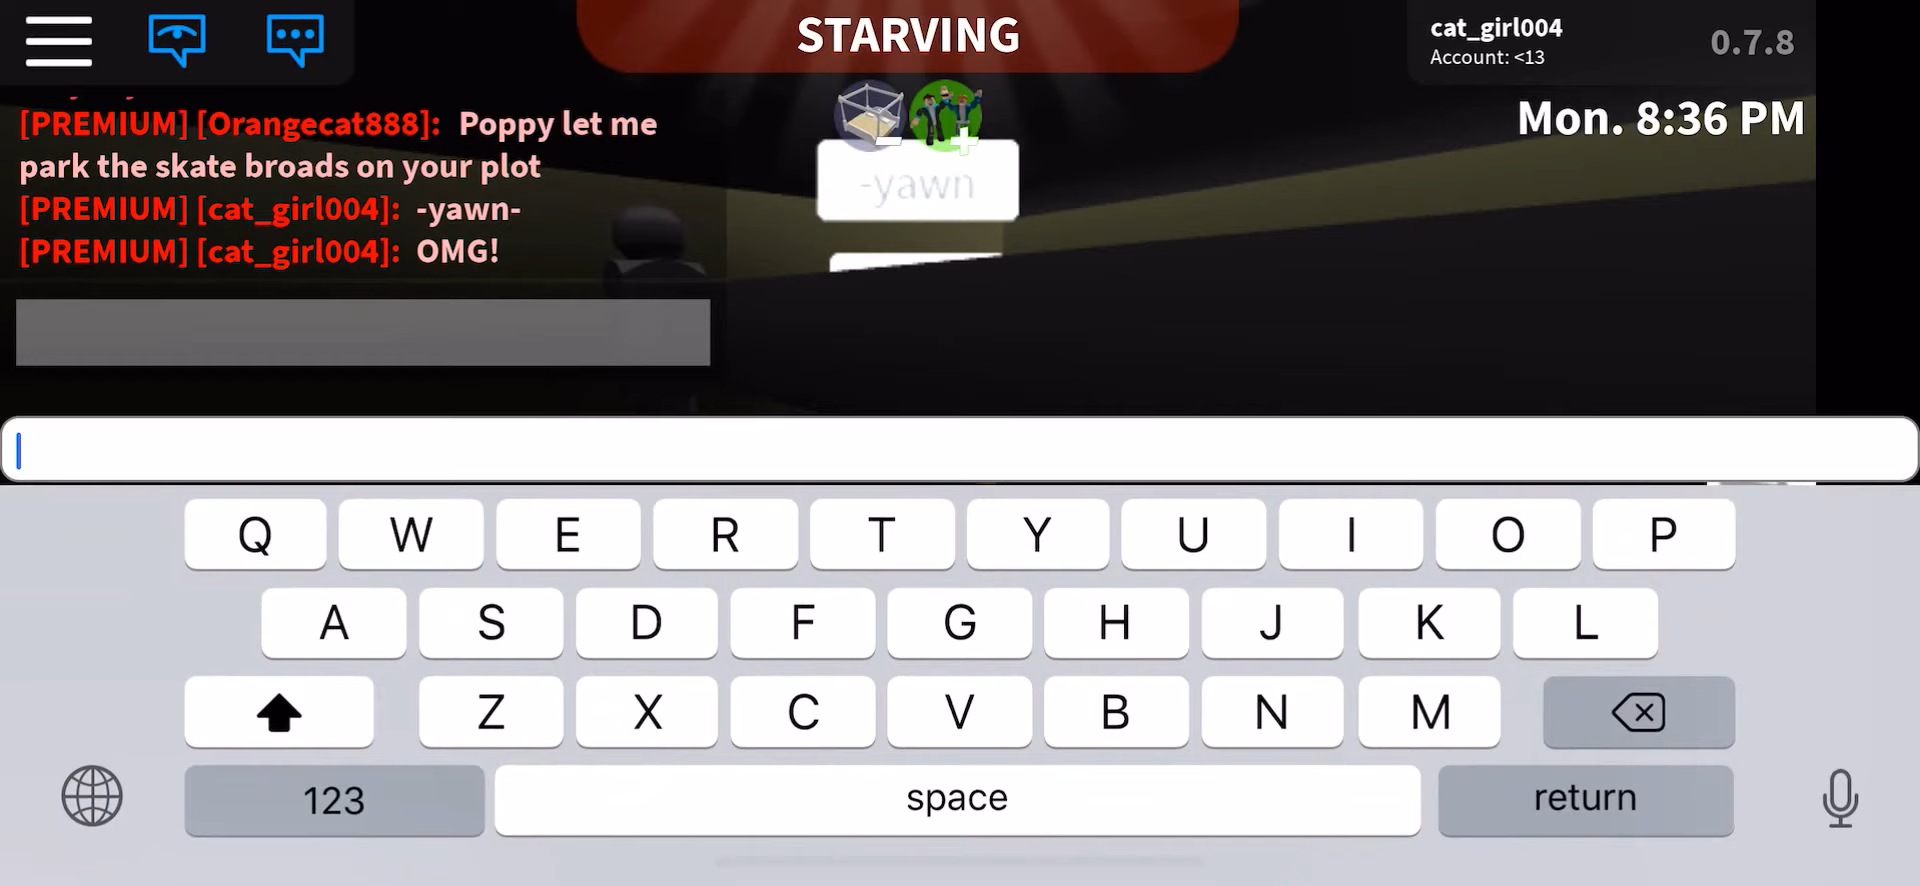 STARVING
cat_girl004
Account: <13
0.7.8
Mon. 8:36 PM
[PREMIUM] [Orangecat888]: Poppy let me
park the skate broads on your plot
[PREMIUM] [cat_girl004]: -yawn-
[PREMIUM] [cat_girl004]: OMG!
-yawn
Q W E R T Y U I O P
A S D F G H J K L
Z X C V B N M
123 space return